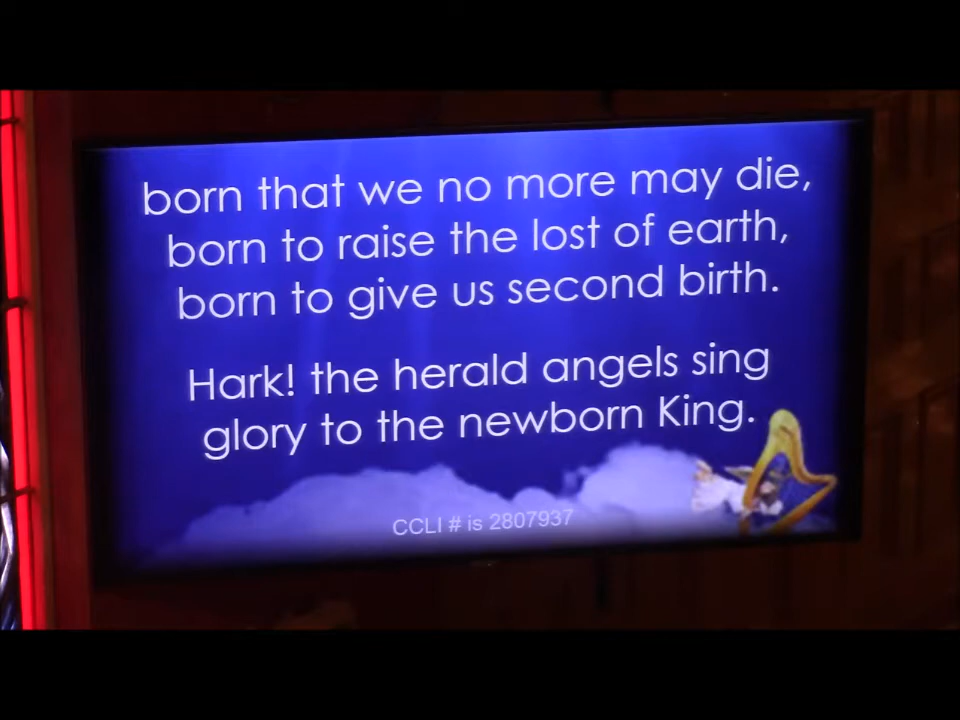 born that we no more may die,
born to raise the lost of earth,
born to give us second birth.
Hark! the herald angels sing
glory to the newborn King.
CCLI # is 2807937